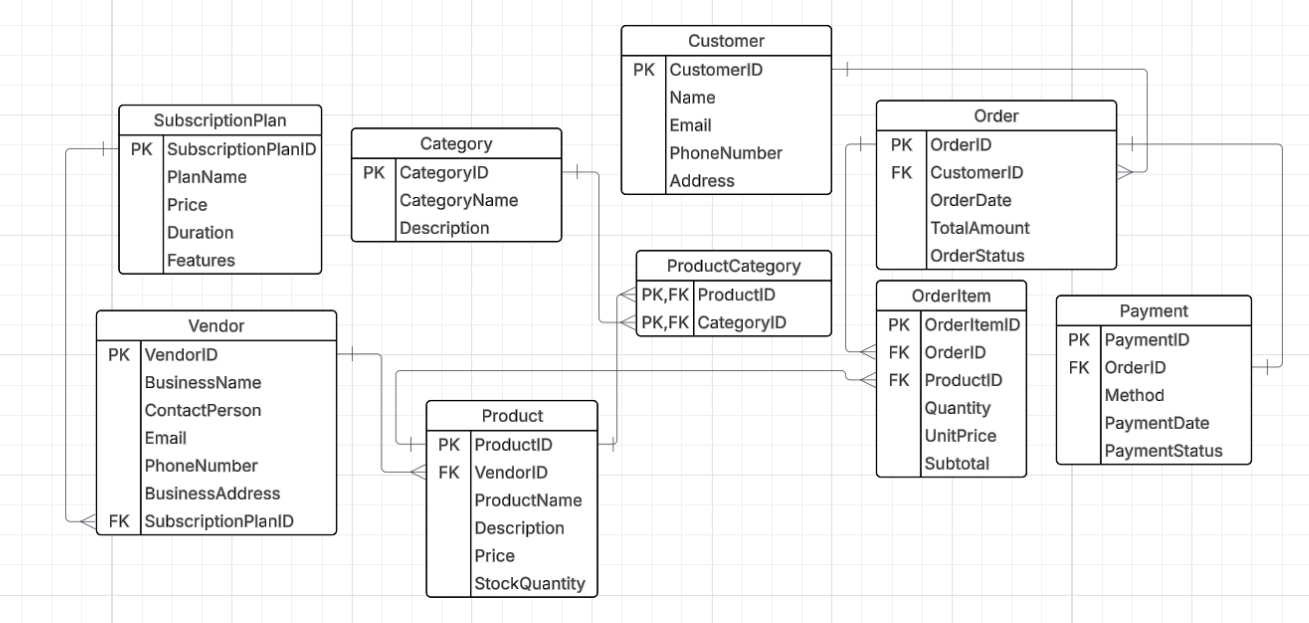 Customer
PK CustomerID
Name
Email
PhoneNumber
Address
SubscriptionPlan
PK SubscriptionPlanID
PlanName
Price
Duration
Features
Category
PK CategoryID
CategoryName
Description
Order
PK OrderID
FK CustomerID
OrderDate
TotalAmount
OrderStatus
ProductCategory
PK,FK ProductID
PK,FK CategoryID
Vendor
PK VendorID
BusinessName
ContactPerson
Email
PhoneNumber
BusinessAddress
FK SubscriptionPlanID
Product
PK ProductID
FK VendorID
ProductName
Description
Price
StockQuantity
OrderItem
PK OrderItemID
FK OrderID
FK ProductID
Quantity
UnitPrice
Subtotal
Payment
PK PaymentID
FK OrderID
Method
PaymentDate
PaymentStatus